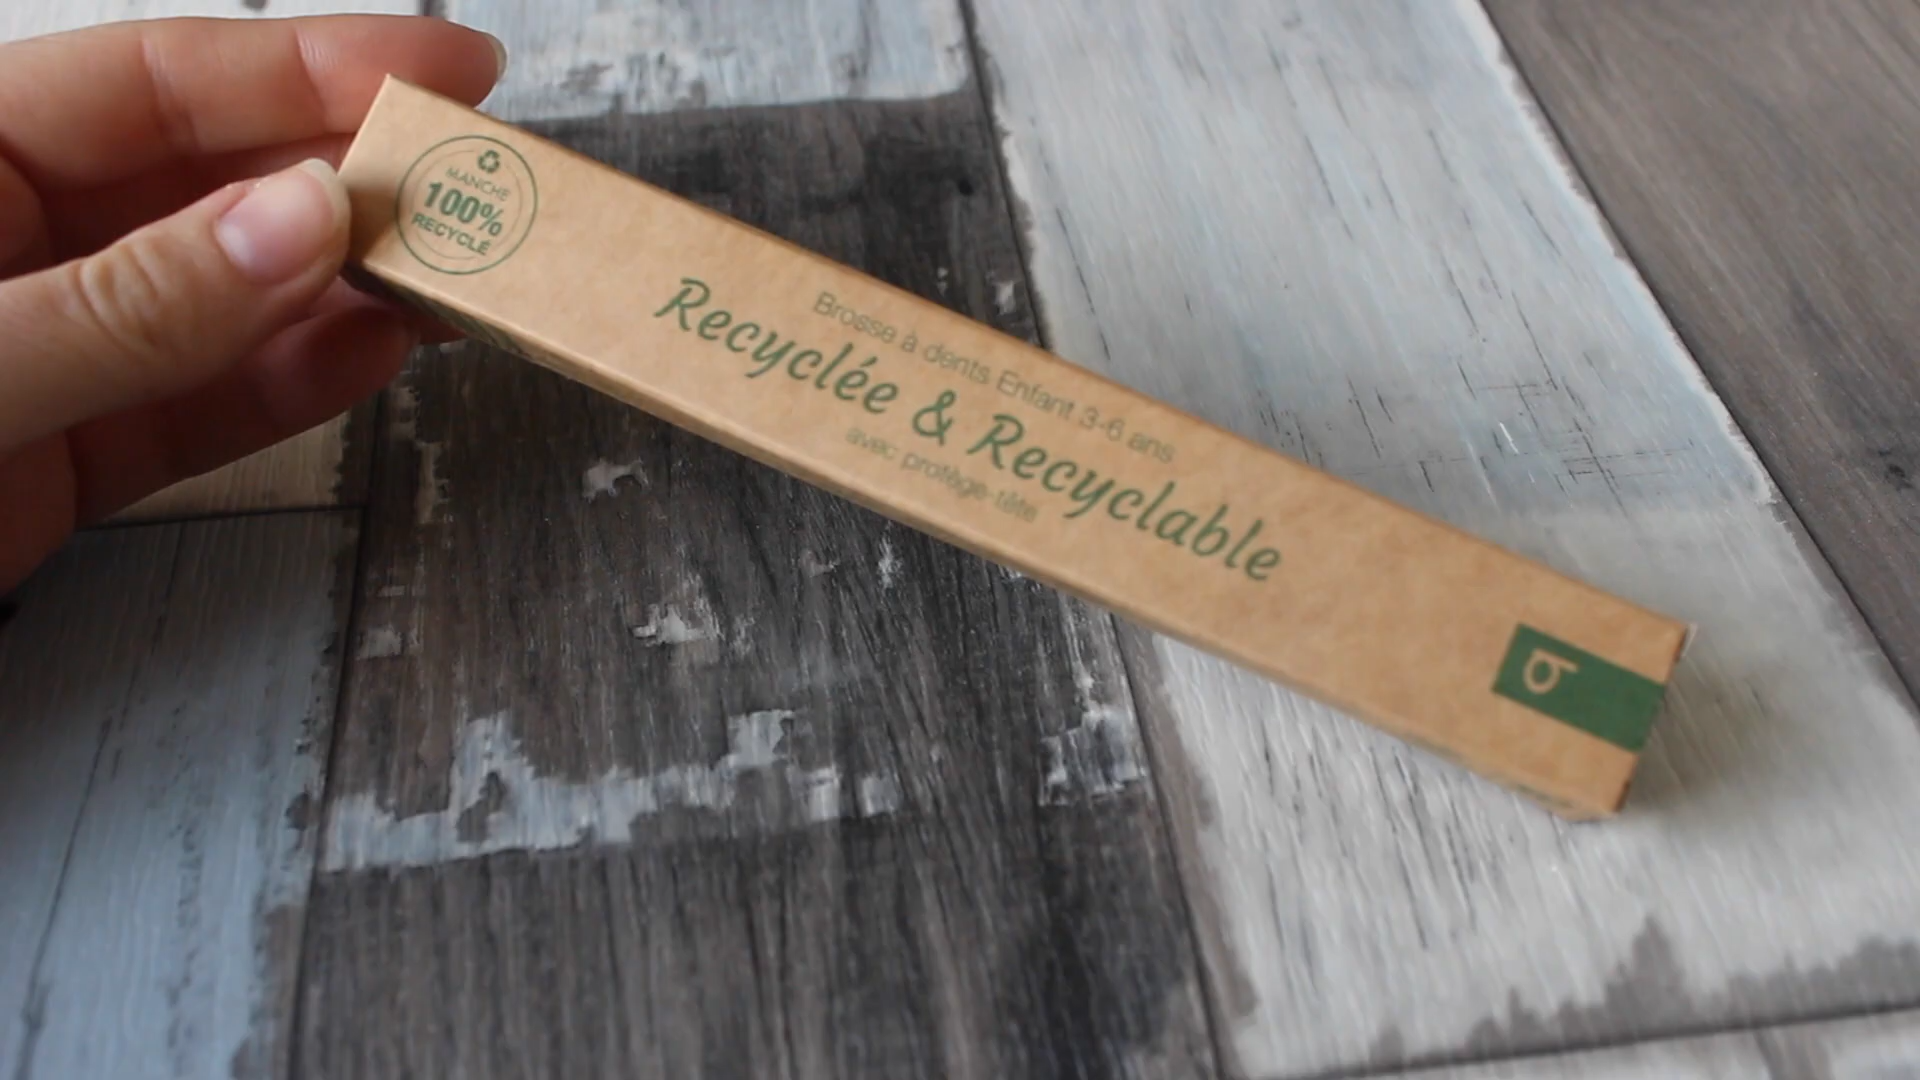 MANCHE
100%
RECYCLÉ
Brosse à dents Enfant 3-6 ans
Recyclée & Recyclable
avec protège-tête